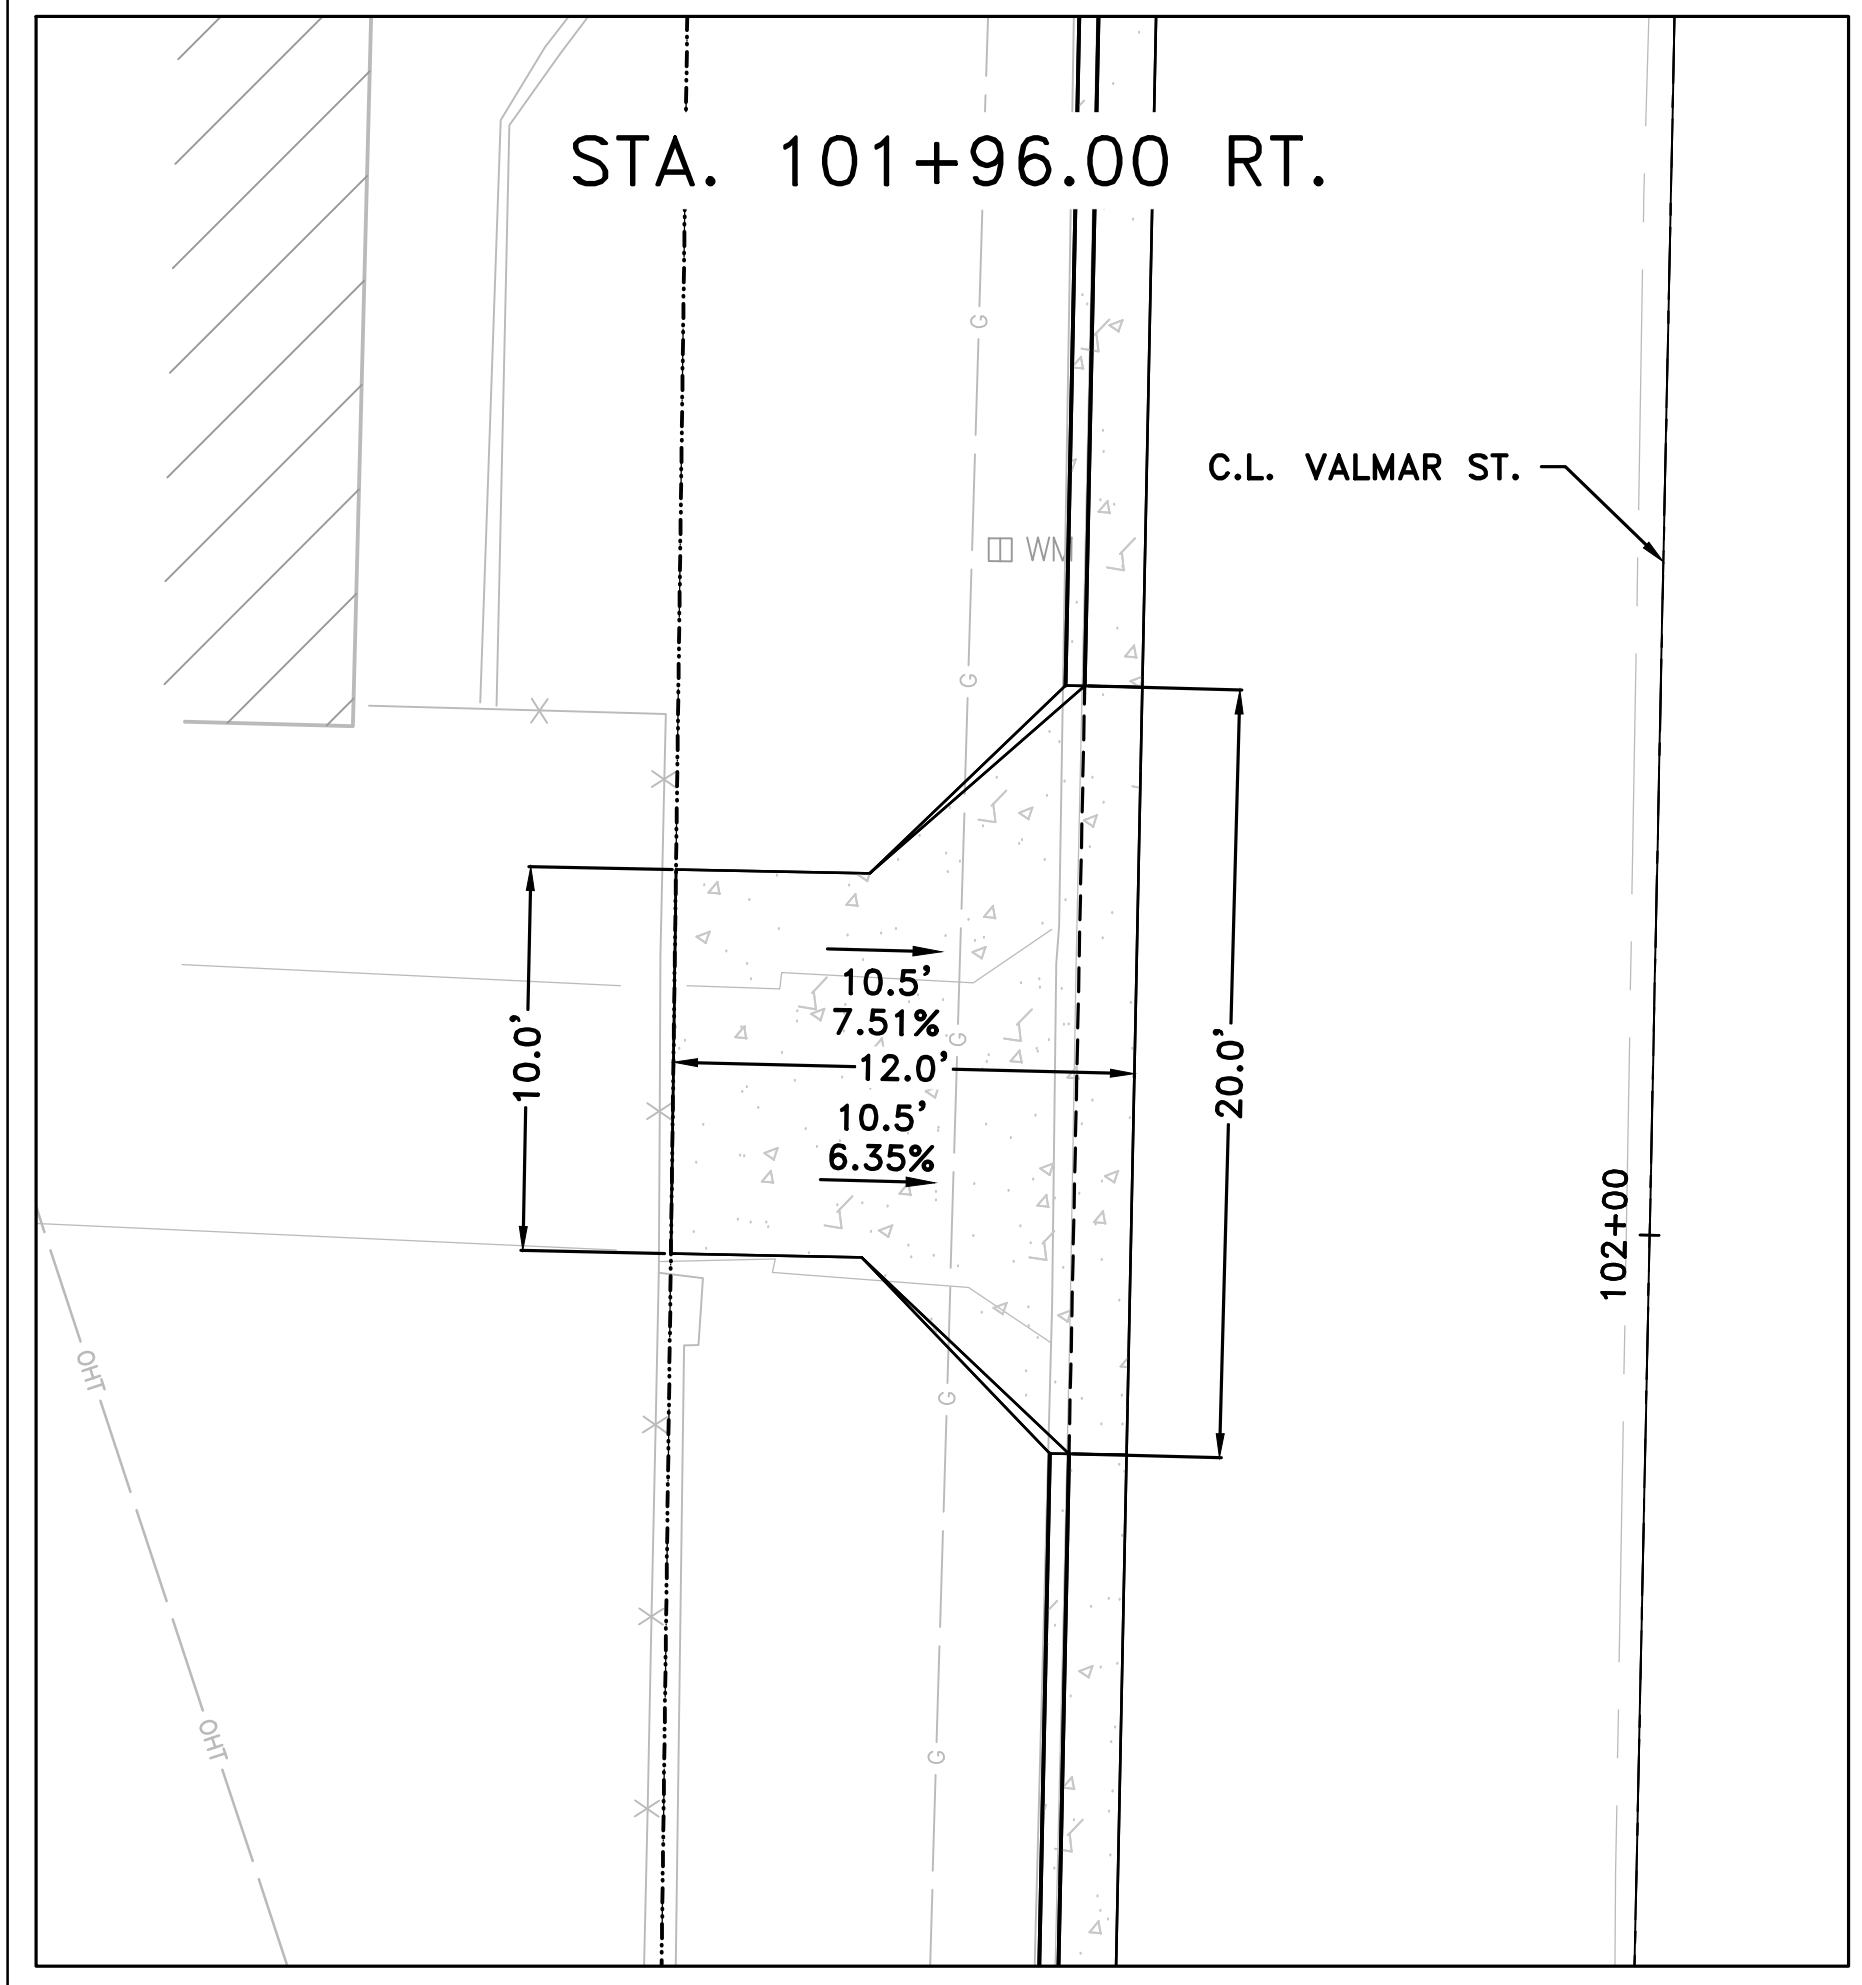 STA. 101+96.00 RT.
G
C.L. VALMAR ST.
WM
G
10.5'
7.51%
10.0'
G
12.0'
20.0'
10.5'
6.35%
102+00
OHT
G
OHT
G